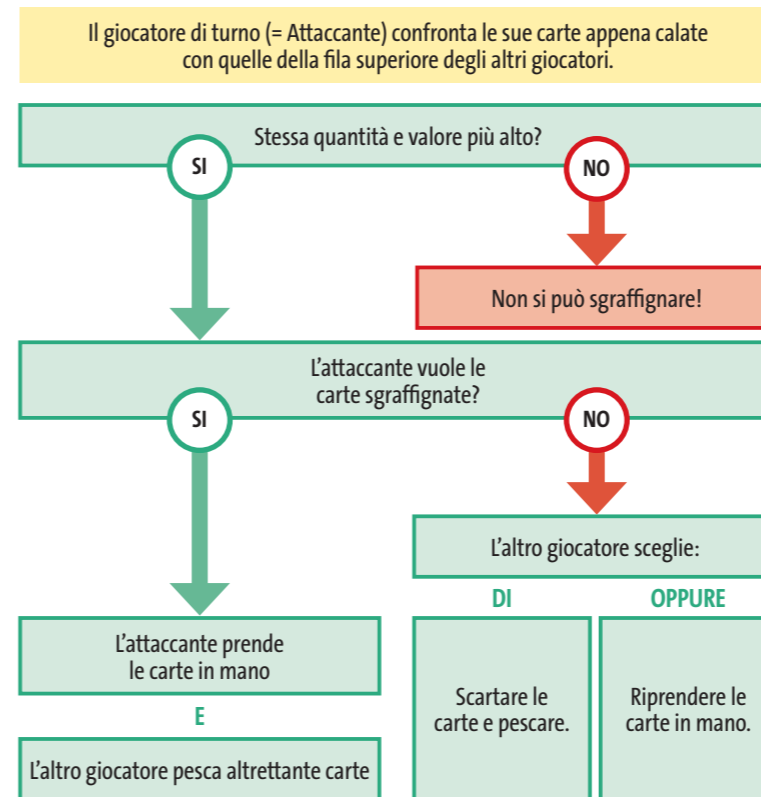 Il giocatore di turno (= Attaccante) confronta le sue carte appena calate
con quelle della fila superiore degli altri giocatori.
Stessa quantità e valore più alto?
SI
NO
Non si può sgraffignare!
L'attaccante vuole le
carte sgraffignate?
SI
NO
L'altro giocatore sceglie:
DI
OPPURE
L'attaccante prende
le carte in mano
E
L'altro giocatore pesca altrettante carte
Scartare le
carte e pescare.
Riprendere le
carte in mano.